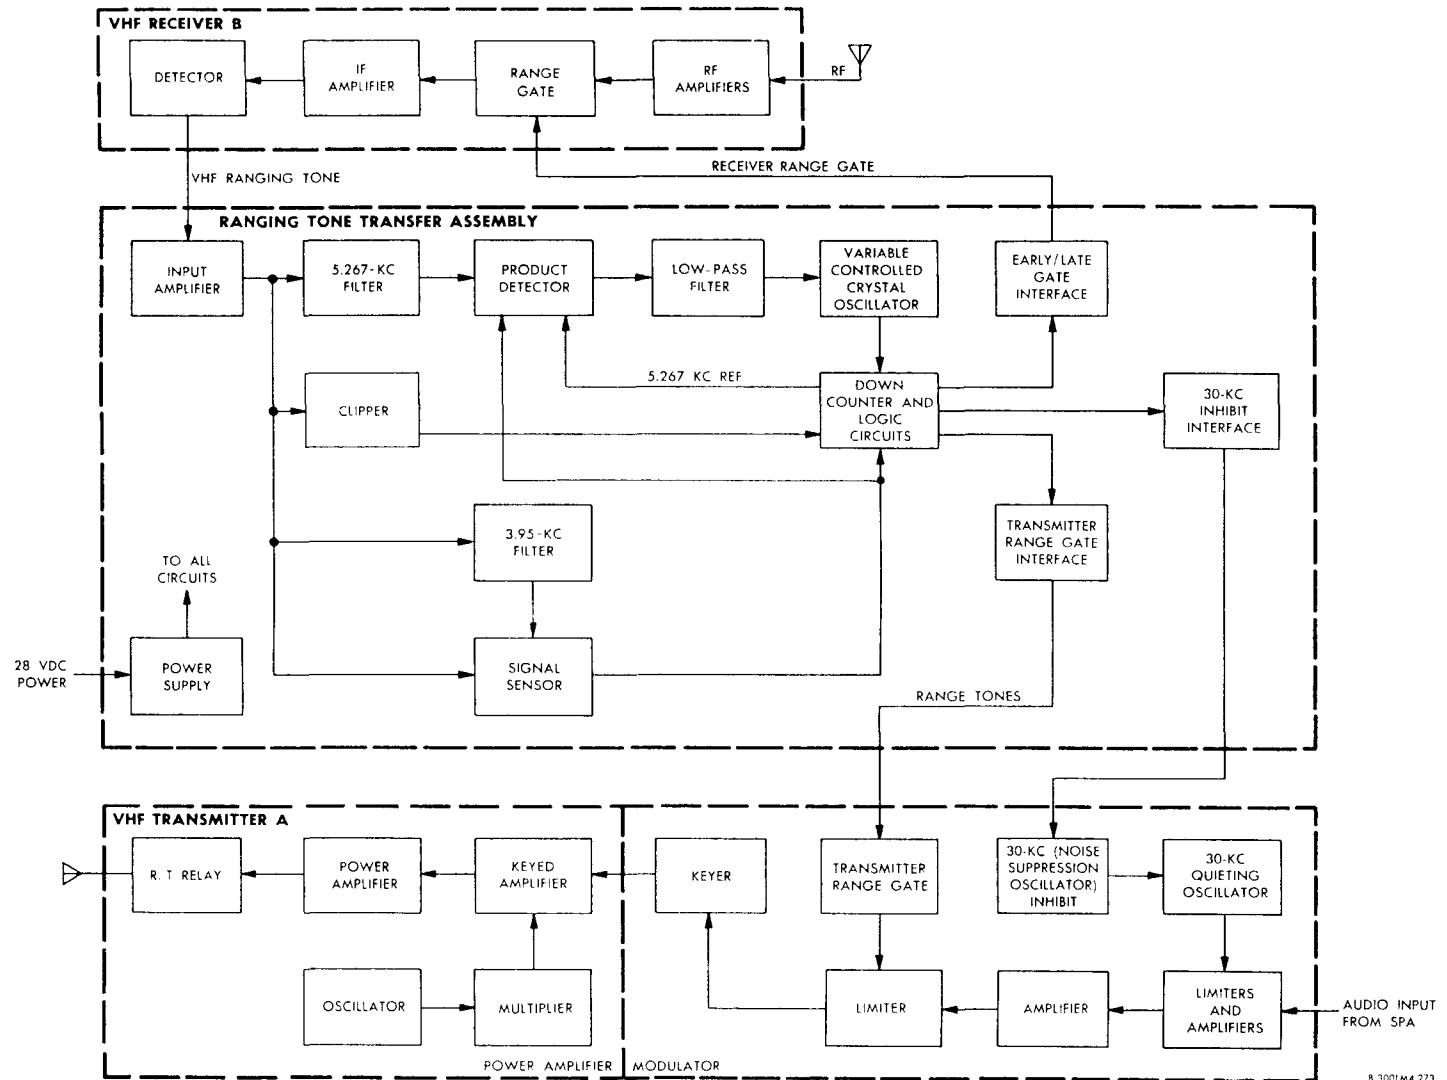 VHF RECEIVER B
DETECTOR
IF
AMPLIFIER
RANGE
GATE
RF
AMPLIFIERS
RF
VHF RANGING TONE
RECEIVER RANGE GATE
RANGING TONE TRANSFER ASSEMBLY
INPUT
AMPLIFIER
5.267-KC
FILTER
PRODUCT
DETECTOR
LOW-PASS
FILTER
VARIABLE
CONTROLLED
CRYSTAL
OSCILLATOR
EARLY/LATE
GATE
INTERFACE
5.267 KC REF
CLIPPER
DOWN
COUNTER AND
LOGIC
CIRCUITS
30-KC
INHIBIT
INTERFACE
3.95-KC
FILTER
TRANSMITTER
RANGE GATE
INTERFACE
TO ALL
CIRCUITS
28 VDC
POWER
POWER
SUPPLY
SIGNAL
SENSOR
RANGE TONES
VHF TRANSMITTER A
R.T RELAY
POWER
AMPLIFIER
KEYED
AMPLIFIER
KEYER
TRANSMITTER
RANGE GATE
30-KC (NOISE
SUPPRESSION
OSCILLATOR)
INHIBIT
30-KC
QUIETING
OSCILLATOR
OSCILLATOR
MULTIPLIER
LIMITER
AMPLIFIER
LIMITERS
AND
AMPLIFIERS
AUDIO INPUT
FROM SPA
POWER AMPLIFIER
MODULATOR